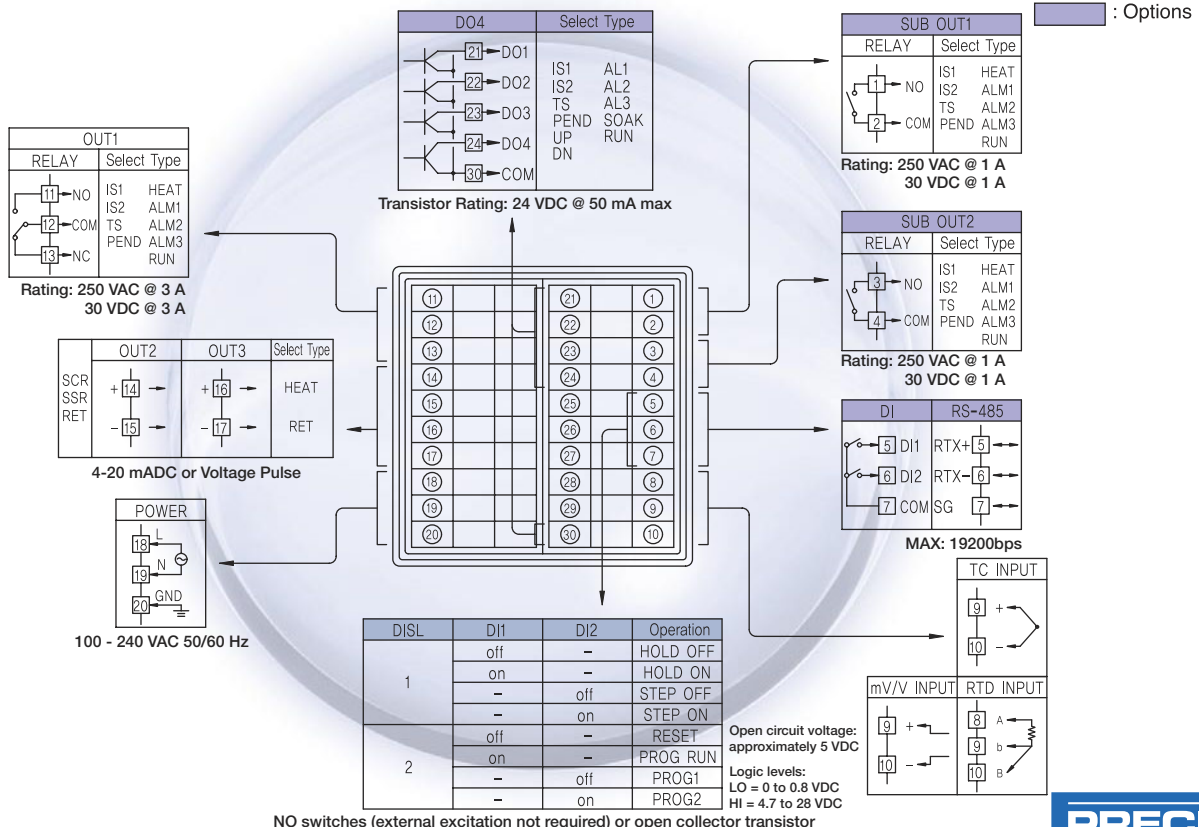 : Options
DO4 Select Type
21 DO1
22 DO2
23 DO3
24 DO4
30 COM
IS1 AL1
IS2 AL2
TS AL3
PEND SOAK
UP RUN
DN
Transistor Rating: 24 VDC @ 50 mA max
SUB OUT1
RELAY Select Type
1 NO
2 COM
IS1 HEAT
IS2 ALM1
TS ALM2
PEND ALM3
RUN
Rating: 250 VAC @ 1 A
30 VDC @ 1 A
OUT1
RELAY Select Type
11 NO
12 COM
13 NC
IS1 HEAT
IS2 ALM1
TS ALM2
PEND ALM3
RUN
Rating: 250 VAC @ 3 A
30 VDC @ 3 A
SUB OUT2
RELAY Select Type
3 NO
4 COM
IS1 HEAT
IS2 ALM1
TS ALM2
PEND ALM3
RUN
Rating: 250 VAC @ 1 A
30 VDC @ 1 A
11 21 1
12 22 2
13 23 3
14 24 4
15 25 5
16 26 6
17 27 7
18 28 8
19 29 9
20 30 10
OUT2 OUT3 Select Type
SCR
SSR
RET
+ 14 + 16 HEAT
- 15 - 17 RET
4-20 mADC or Voltage Pulse
DI RS-485
5 DI1 RTX+ 5
6 DI2 RTX- 6
7 COM SG 7
MAX: 19200bps
POWER
18 L
19 N
20 GND
100 - 240 VAC 50/60 Hz
TC INPUT
9 +
10 -
mV/V INPUT RTD INPUT
9 +
10 -
8 A
9 b
10 B
DISL DI1 DI2 Operation
1 off - HOLD OFF
on - HOLD ON
- off STEP OFF
- on STEP ON
2 off - RESET
on - PROG RUN
- off PROG1
- on PROG2
Open circuit voltage:
approximately 5 VDC
Logic levels:
LO = 0 to 0.8 VDC
HI = 4.7 to 28 VDC
NO switches (external excitation not required) or open collector transistor